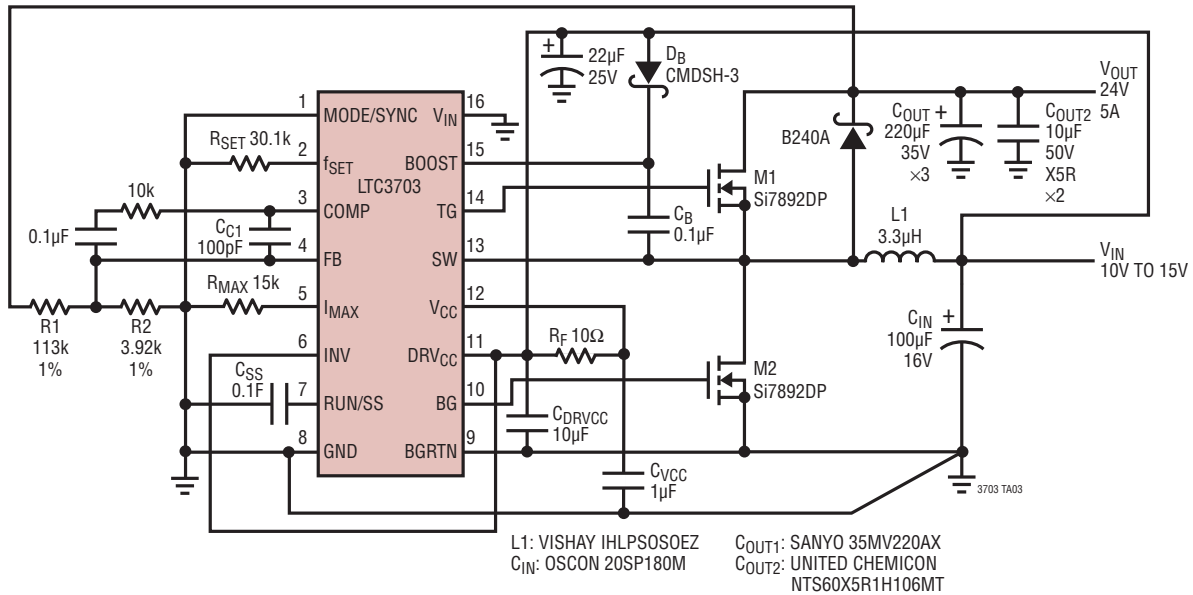 22µF
25V
+
DB
CMDSH-3
VOUT
24V
5A
COUT
+
220µF
35V
×3
COUT2
10µF
50V
X5R
×2
B240A
1
MODE/SYNC
VIN
16
RSET 30.1k
2
fSET
BOOST
15
LTC3703
10k
3
COMP
TG
14
M1
Si7892DP
0.1µF
CC1
100pF
CB
0.1µF
L1
3.3µH
4
FB
SW
13
VIN
10V TO 15V
RMAX 15k
5
IMAX
VCC
12
R1
113k
1%
R2
3.92k
1%
CIN
+
100µF
16V
6
INV
DRVCC
11
RF 10Ω
M2
Si7892DP
CSS
0.1F
7
RUN/SS
BG
10
CDRVCC
10µF
8
GND
BGRTN
9
CVCC
1µF
3703 TA03
L1: VISHAY IHLPSOSOEZ
CIN: OSCON 20SP180M
COUT1: SANYO 35MV220AX
COUT2: UNITED CHEMICON
NTS60X5R1H106MT